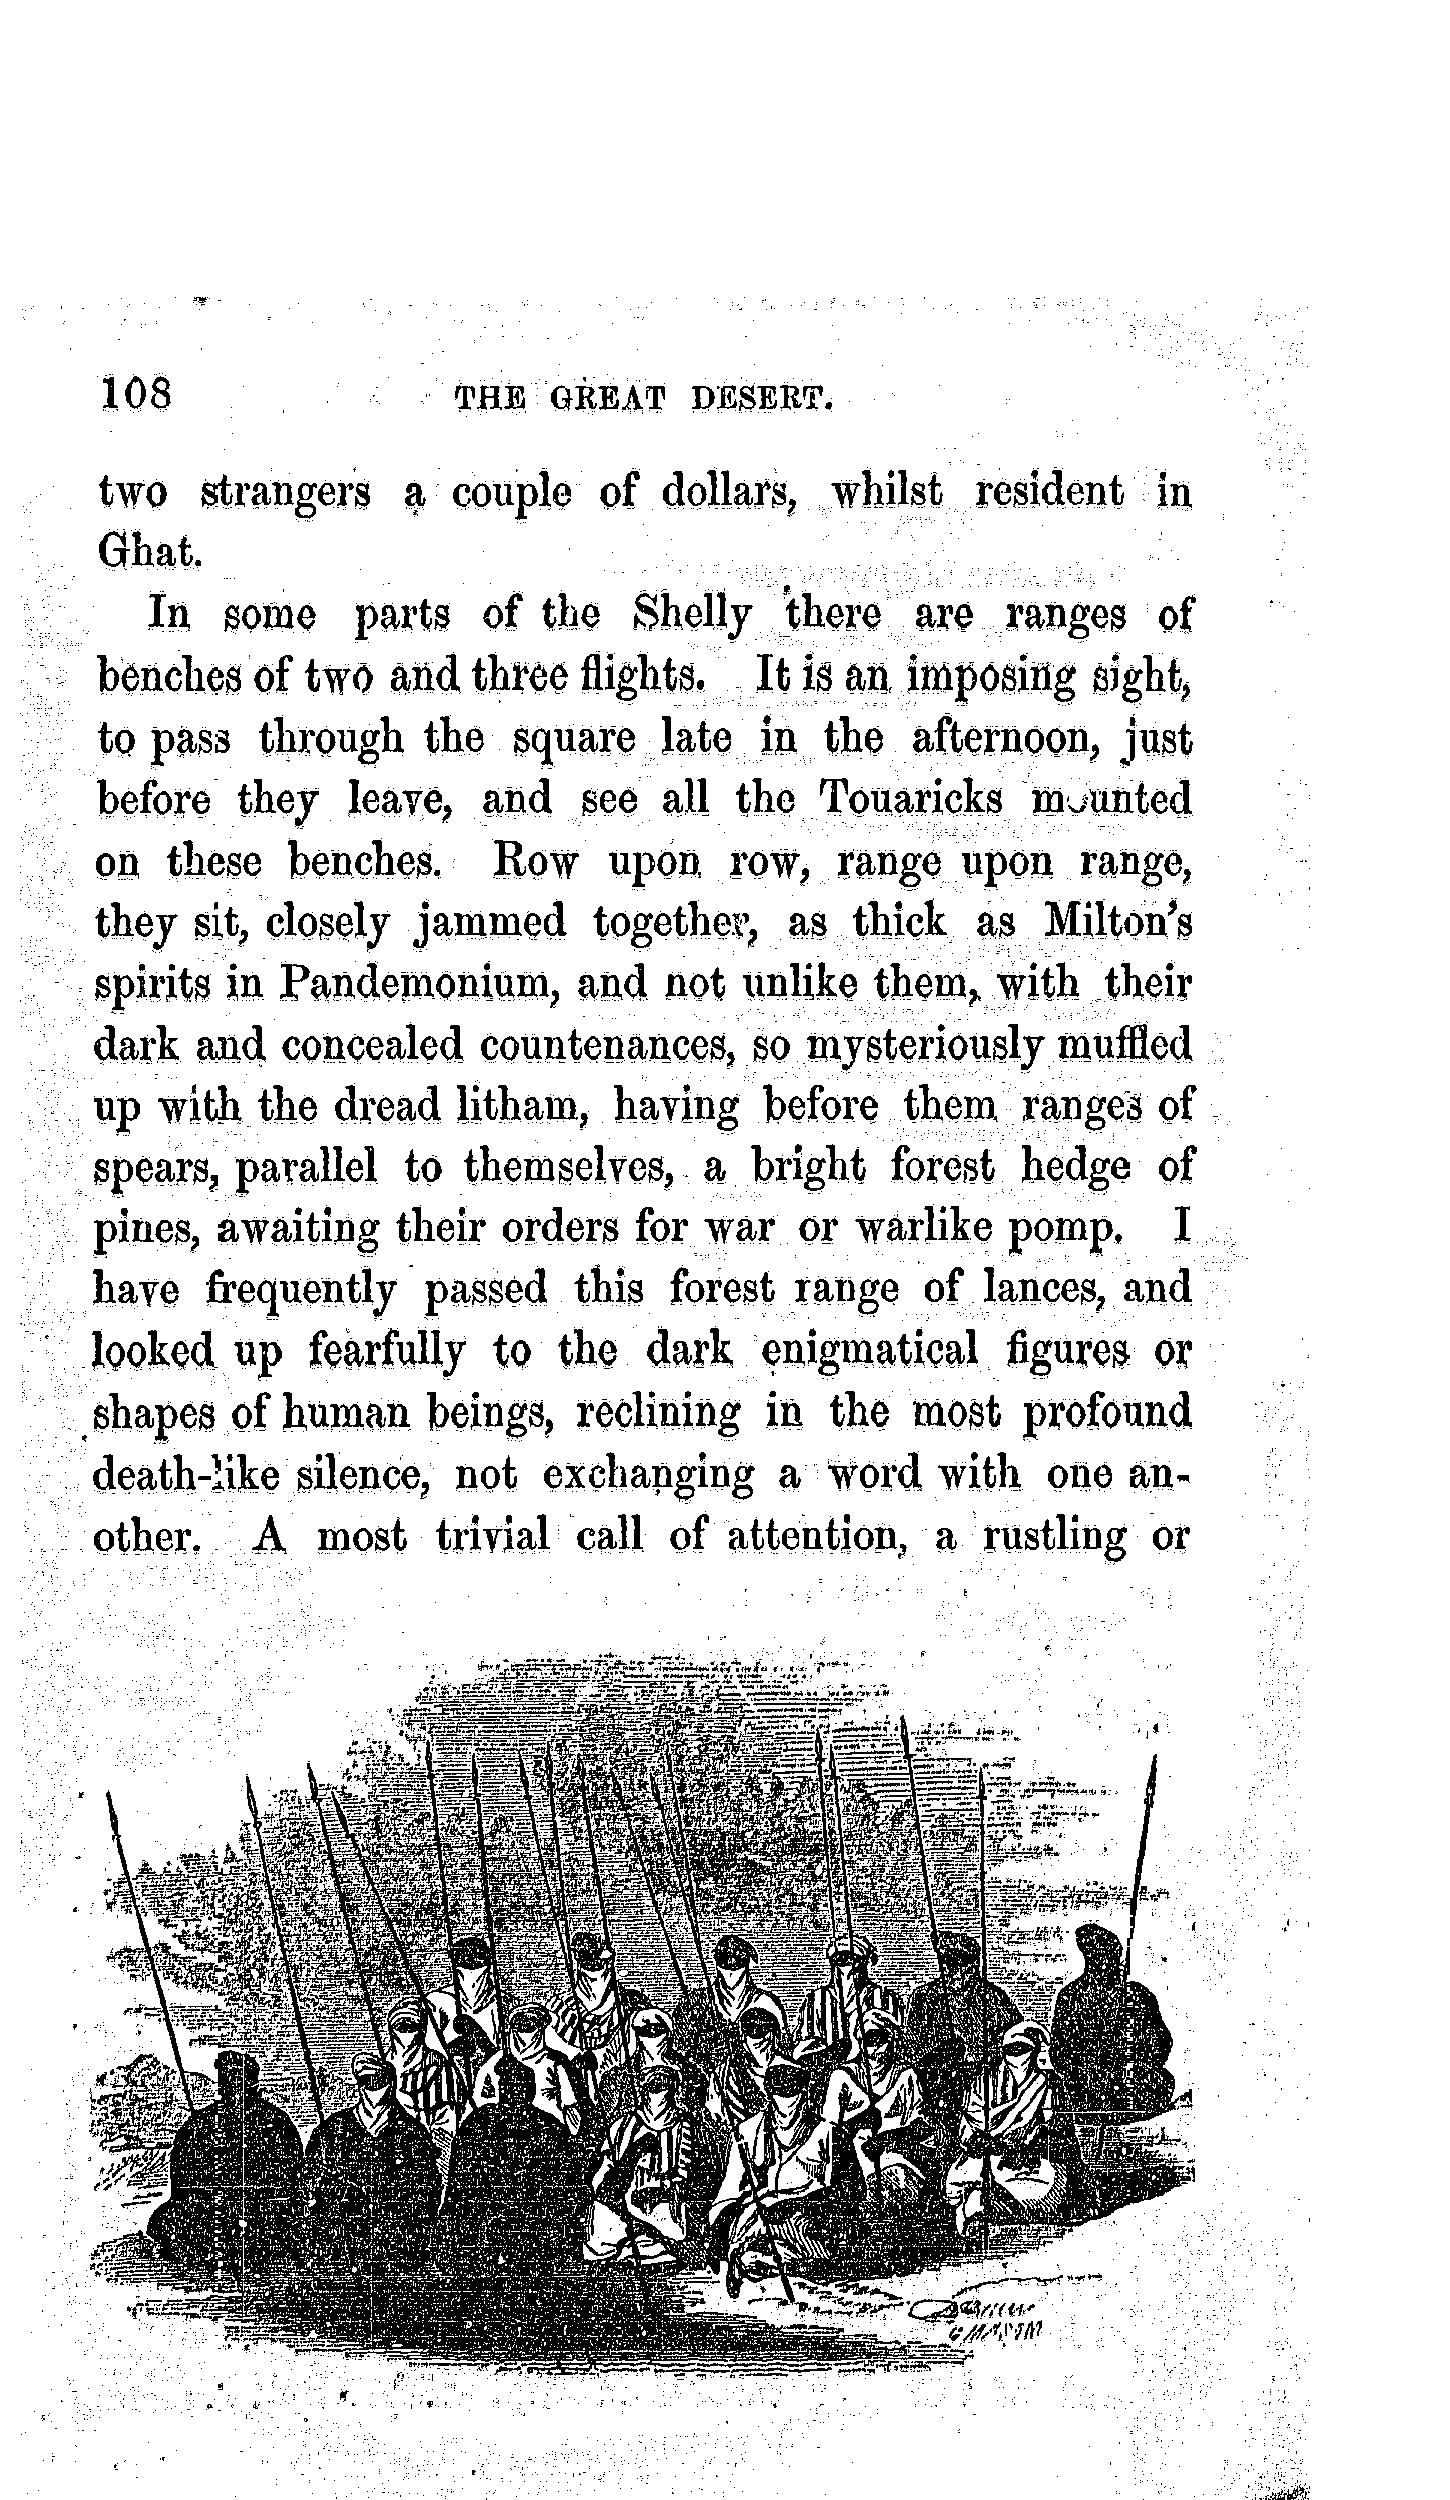 108 THE GREAT DESERT.
two strangers a couple of dollars, whilst resident in
Ghat.
In some parts of the Shelly there are ranges of
benches of two and three flights. It is an imposing sight,
to pass through the square late in the afternoon, just
before they leave, and see all the Touaricks mounted
on these benches. Row upon row, range upon range,
they sit, closely jammed together, as thick as Milton's
spirits in Pandemonium, and not unlike them, with their
dark and concealed countenances, so mysteriously muffled
up with the dread litham, having before them ranges of
spears, parallel to themselves, a bright forest hedge of
pines, awaiting their orders for war or warlike pomp. I
have frequently passed this forest range of lances, and
looked up fearfully to the dark enigmatical figures or
shapes of human beings, reclining in the most profound
death-like silence, not exchanging a word with one an-
other. A most trivial call of attention, a rustling or